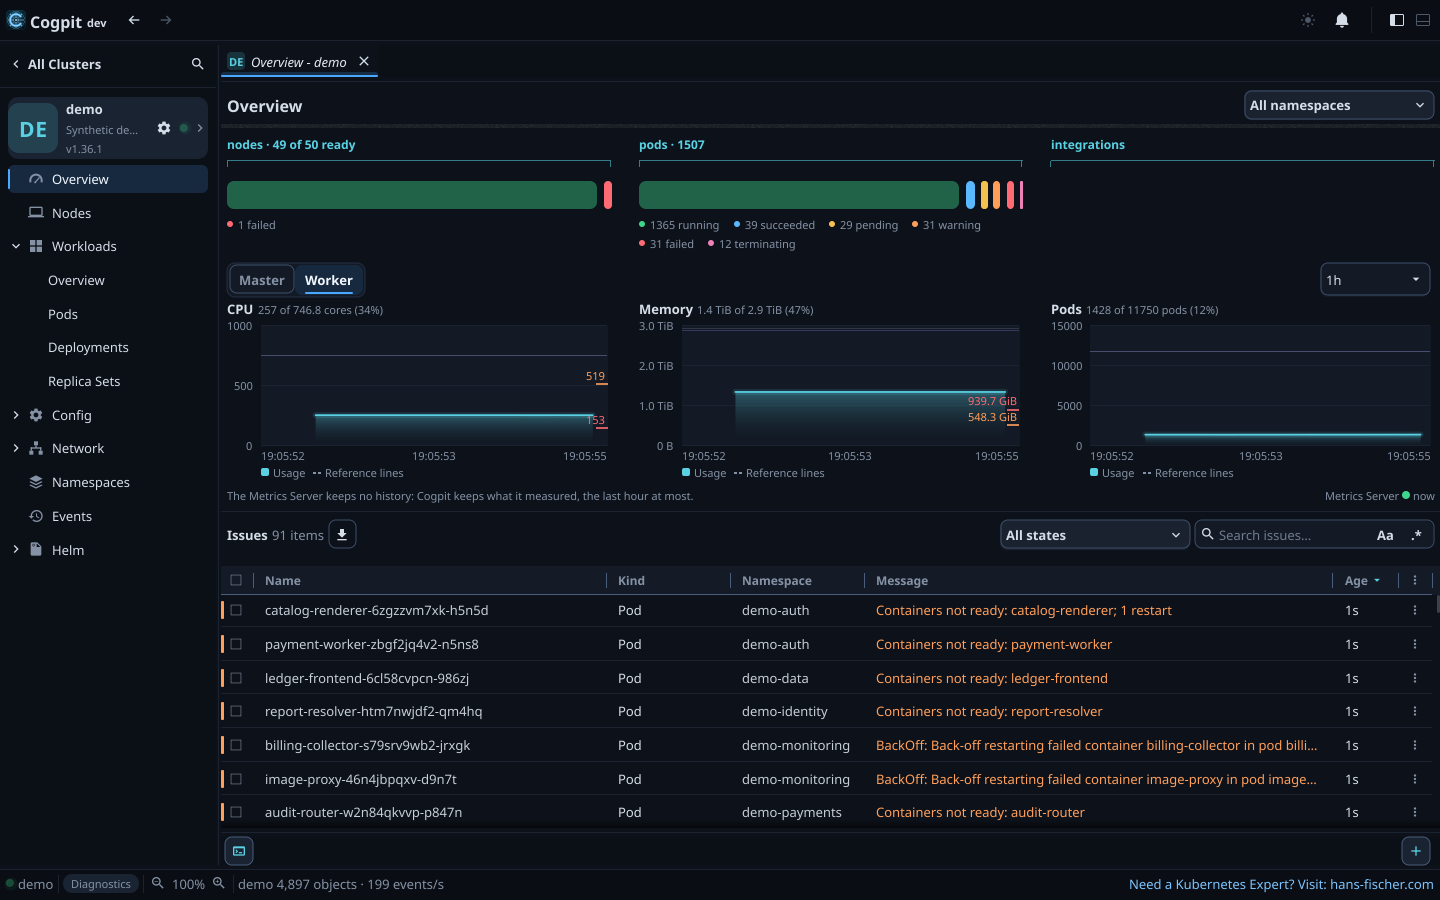 Cogpit dev
All Clusters
DE Overview - demo
DE
demo
Synthetic de...
v1.36.1
Overview
Nodes
Workloads
Overview
Pods
Deployments
Replica Sets
Config
Network
Namespaces
Events
Helm
Overview
All namespaces
nodes · 49 of 50 ready
1 failed
pods · 1507
1365 running
39 succeeded
29 pending
31 warning
31 failed
12 terminating
integrations
Master
Worker
1h
CPU 257 of 746.8 cores (34%)
1000
500
0
519
153
19:05:52
19:05:53
19:05:55
Usage
Reference lines
Memory 1.4 TiB of 2.9 TiB (47%)
3.0 TiB
2.0 TiB
1.0 TiB
0 B
939.7 GiB
548.3 GiB
19:05:52
19:05:53
19:05:55
Usage
Reference lines
Pods 1428 of 11750 pods (12%)
15000
10000
5000
0
19:05:52
19:05:53
19:05:55
Usage
Reference lines
The Metrics Server keeps no history: Cogpit keeps what it measured, the last hour at most.
Metrics Server now
Issues 91 items
All states
Search issues...
Aa
.*
Name Kind Namespace Message Age
catalog-renderer-6zgzzvm7xk-h5n5d Pod demo-auth Containers not ready: catalog-renderer; 1 restart 1s
payment-worker-zbgf2jq4v2-n5ns8 Pod demo-auth Containers not ready: payment-worker 1s
ledger-frontend-6cl58cvpcn-986zj Pod demo-data Containers not ready: ledger-frontend 1s
report-resolver-htm7nwjdf2-qm4hq Pod demo-identity Containers not ready: report-resolver 1s
billing-collector-s79srv9wb2-jrxgk Pod demo-monitoring BackOff: Back-off restarting failed container billing-collector in pod billi... 1s
image-proxy-46n4jbpqxv-d9n7t Pod demo-monitoring BackOff: Back-off restarting failed container image-proxy in pod image... 1s
audit-router-w2n84qkvvp-p847n Pod demo-payments Containers not ready: audit-router 1s
demo
Diagnostics
100%
demo 4,897 objects · 199 events/s
Need a Kubernetes Expert? Visit: hans-fischer.com